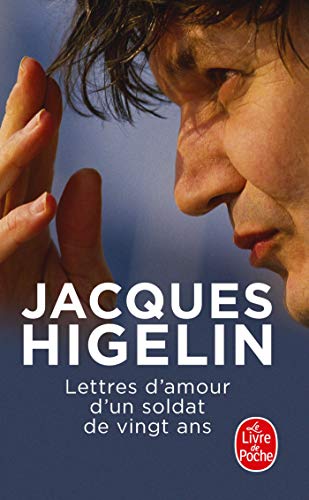 JACQUES
HIGELIN
Lettres d'amour
d'un soldat
de vingt ans
Le
Livre
de
Poche